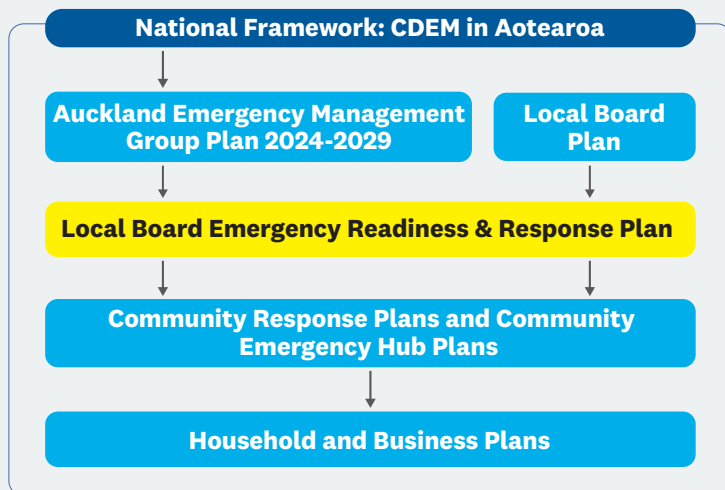 National Framework: CDEM in Aotearoa
Auckland Emergency Management
Group Plan 2024-2029
Local Board
Plan
Local Board Emergency Readiness & Response Plan
Community Response Plans and Community
Emergency Hub Plans
Household and Business Plans